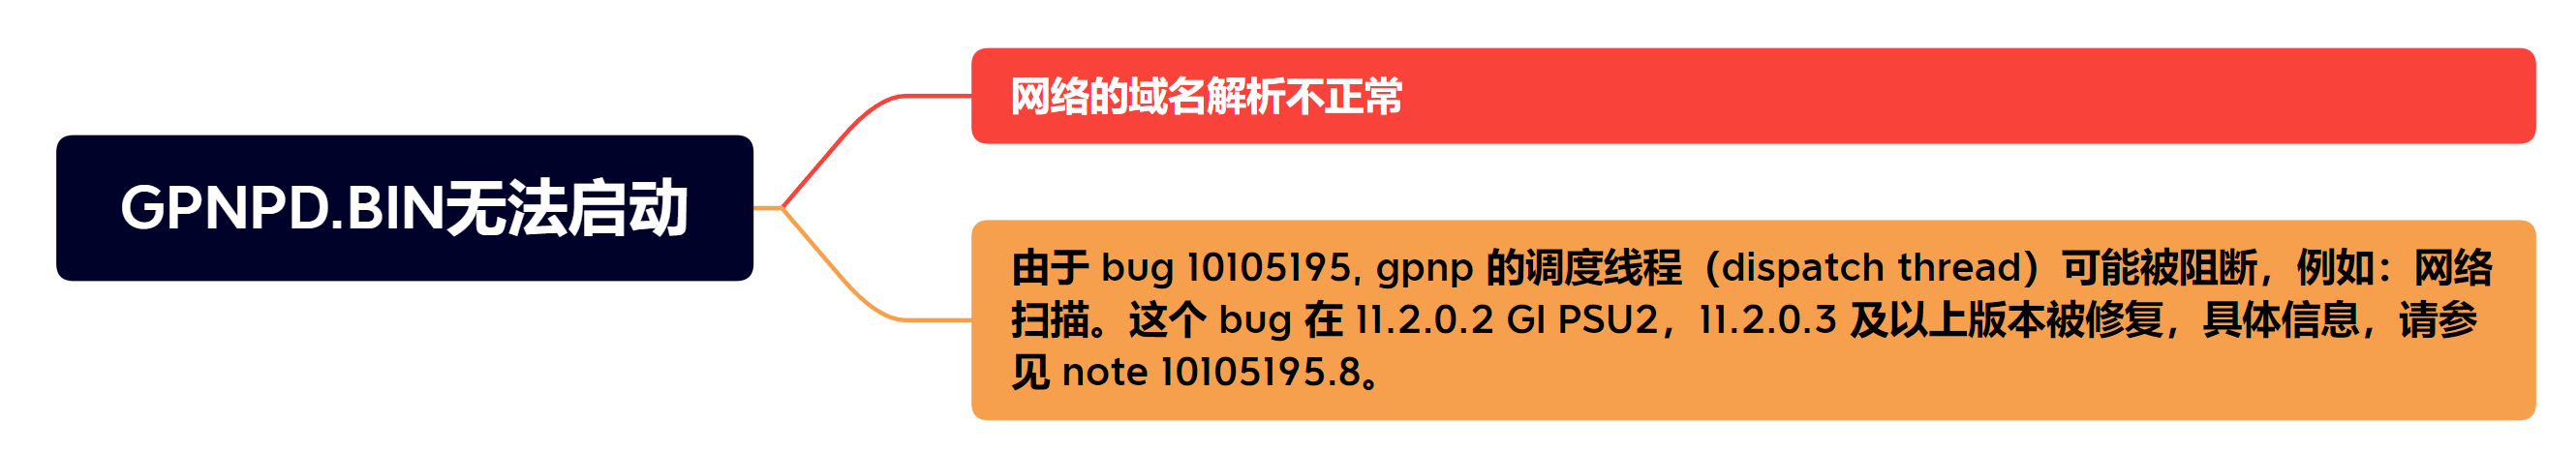 GPNPD.BIN无法启动
网络的域名解析不正常
由于 bug 10105195, gpnp 的调度线程（dispatch thread）可能被阻断，例如：网络
扫描。这个 bug 在 11.2.0.2 GI PSU2，11.2.0.3 及以上版本被修复，具体信息，请参
见 note 10105195.8。